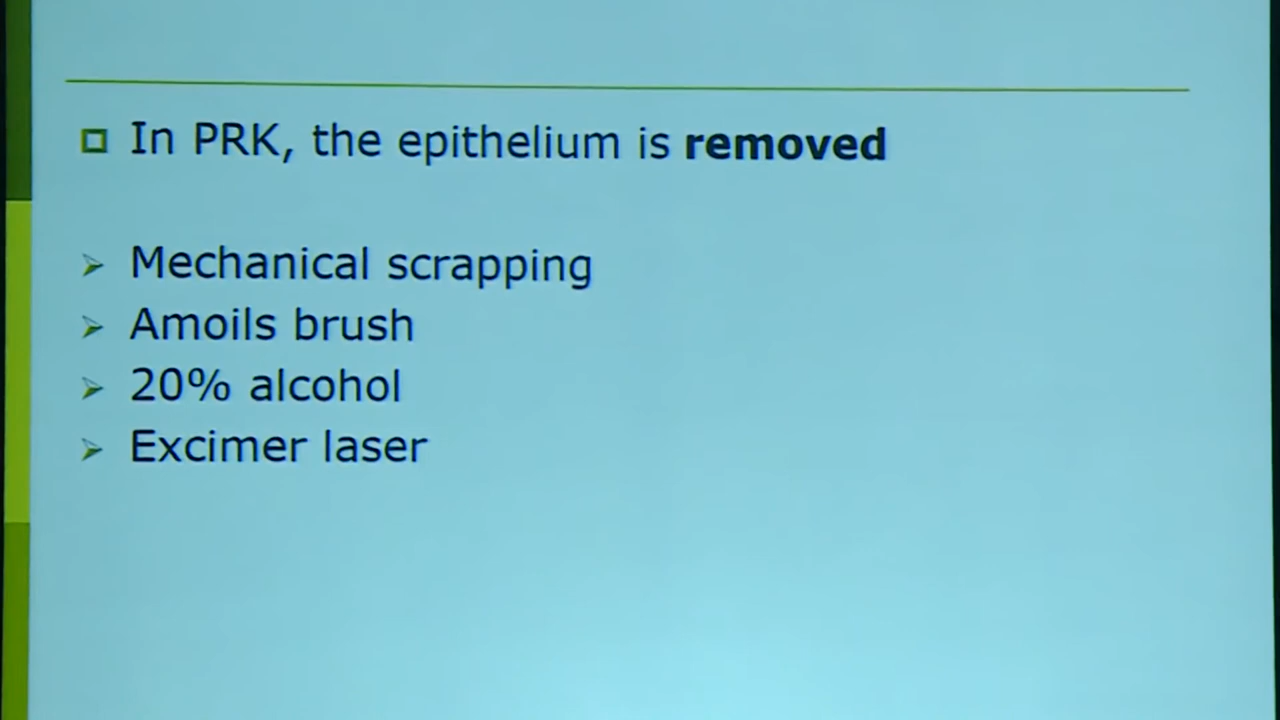 In PRK, the epithelium is removed
Mechanical scrapping
Amoils brush
20% alcohol
Excimer laser